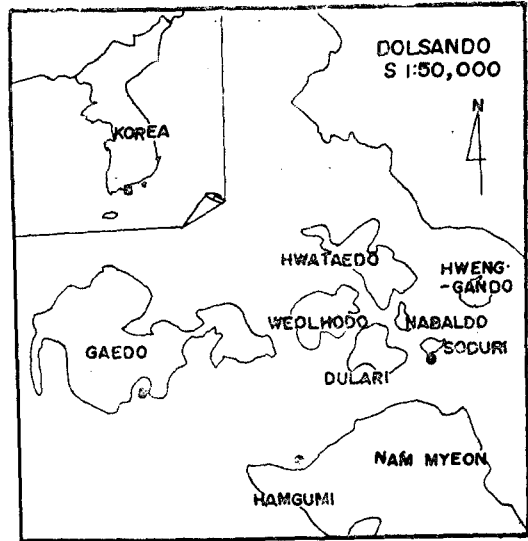 DOLSANDO
S 1:50,000
N
KOREA
HWATAEDO
HWENG-
-GANDO
WEOLHODO
NABALDO
GAEDO
SODURI
DULARI
NAM MYEON
HAMGUMI